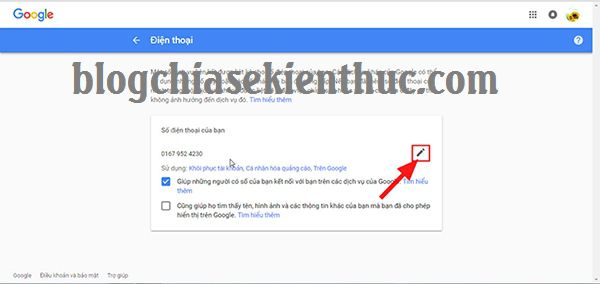 Google
Điện thoại
blogchiasekienthuc.com
không ảnh hưởng đến dịch vụ đó. Tìm hiểu thêm
Số điện thoại của bạn
0167 952 4230
Sử dụng: Khôi phục tài khoản, Cá nhân hóa quảng cáo, Trên Google
Giúp những người có số của bạn kết nối với bạn trên các dịch vụ của Google. Tìm hiểu
thêm
Cũng giúp họ tìm thấy tên, hình ảnh và các thông tin khác của bạn mà bạn đã cho phép
hiển thị trên Google. Tìm hiểu thêm
Google Điều khoản và bảo mật Trợ giúp